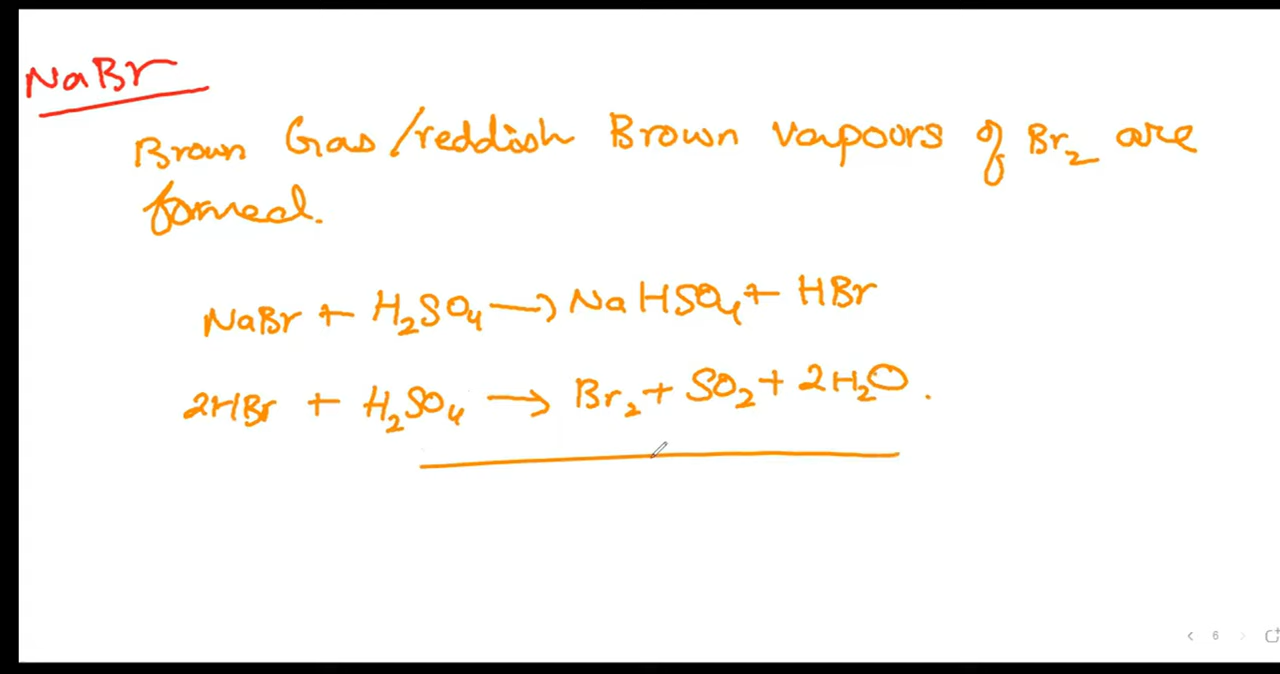 NaBr
Brown Gas/reddish Brown vapours of Br₂ are
formed.
NaBr + H₂SO₄ → NaHSO₄ + HBr
2HBr + H₂SO₄ → Br₂ + SO₂ + 2H₂O.
6